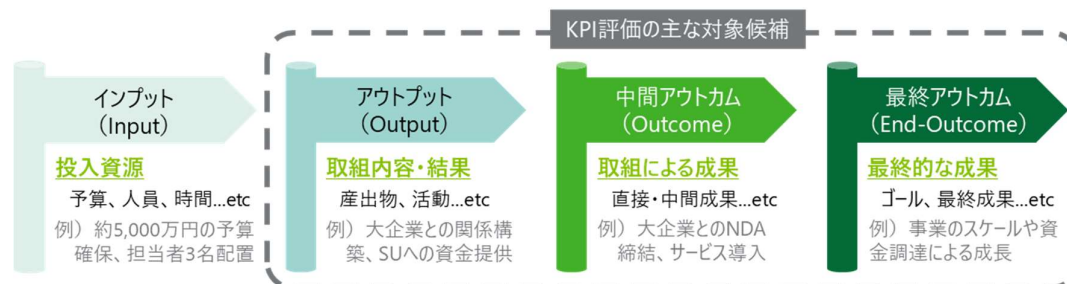 KPI評価の主な対象候補
インプット
（Input）
投入資源
予算、人員、時間...etc
例）約5,000万円の予算
確保、担当者3名配置
アウトプット
（Output）
取組内容・結果
産出物、活動...etc
例）大企業との関係構
築、SUへの資金提供
中間アウトカム
（Outcome）
取組による成果
直接・中間成果...etc
例）大企業とのNDA
締結、サービス導入
最終アウトカム
（End-Outcome）
最終的な成果
ゴール、最終成果...etc
例）事業のスケールや資
金調達による成長